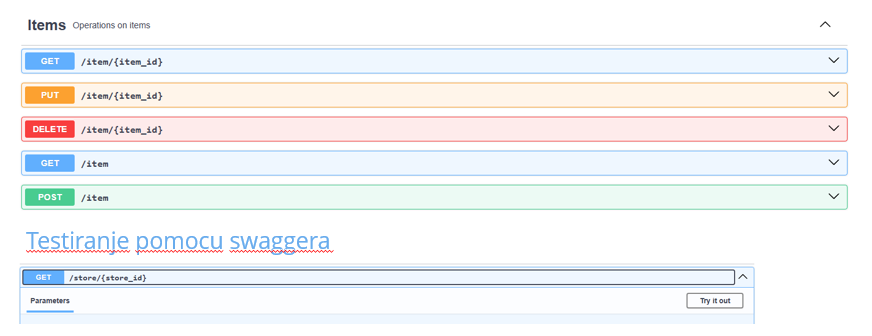 Items Operations on items
GET /item/{item_id}
PUT /item/{item_id}
DELETE /item/{item_id}
GET /item
POST /item
Testiranje pomocu swaggera
GET /store/{store_id}
Parameters Try it out